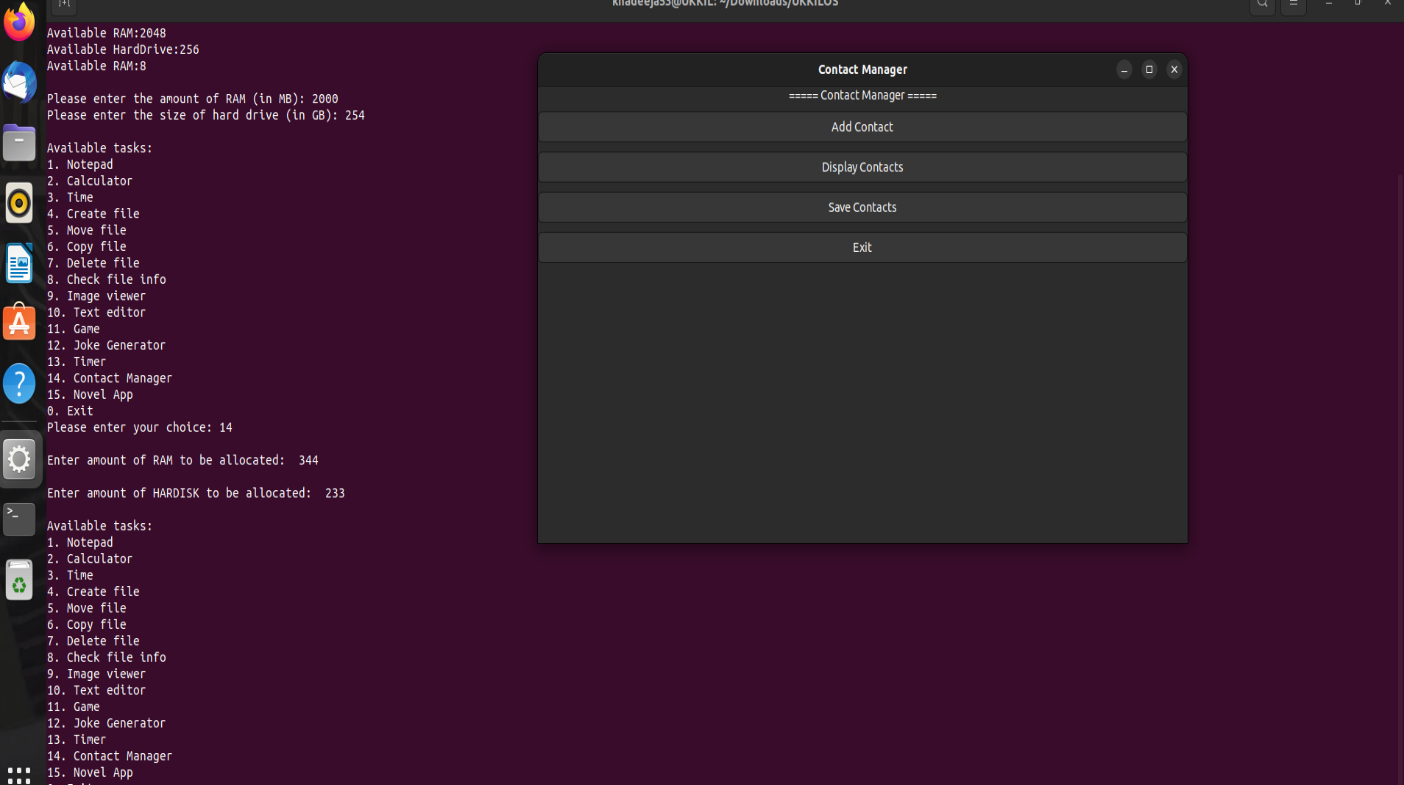 khadeeja53@UKKIL: ~/Downloads/UKKILOS
Available RAM:2048
Available HardDrive:256
Available RAM:8
Please enter the amount of RAM (in MB): 2000
Please enter the size of hard drive (in GB): 254
Available tasks:
1. Notepad
2. Calculator
3. Time
4. Create file
5. Move file
6. Copy file
7. Delete file
8. Check file info
9. Image viewer
10. Text editor
11. Game
12. Joke Generator
13. Timer
14. Contact Manager
15. Novel App
0. Exit
Please enter your choice: 14
Enter amount of RAM to be allocated:  344
Enter amount of HARDISK to be allocated:  233
Available tasks:
1. Notepad
2. Calculator
3. Time
4. Create file
5. Move file
6. Copy file
7. Delete file
8. Check file info
9. Image viewer
10. Text editor
11. Game
12. Joke Generator
13. Timer
14. Contact Manager
15. Novel App
Contact Manager
===== Contact Manager =====
Add Contact
Display Contacts
Save Contacts
Exit